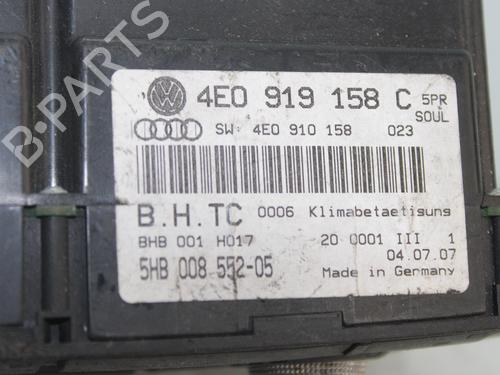 B-PARTS
4E0 919 158 C 5PR
SOUL
SW: 4E0 910 158 023
B.H.TC 0006 Klimabetaetisung
BHB 001 H017 20 0001 III 1
5HB 008 552-05 04.07.07
Made in Germany